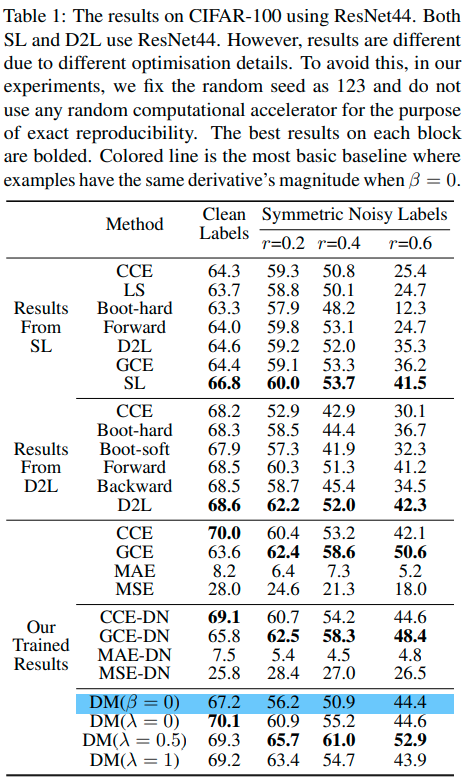 Table 1: The results on CIFAR-100 using ResNet44. Both
SL and D2L use ResNet44. However, results are different
due to different optimisation details. To avoid this, in our
experiments, we fix the random seed as 123 and do not
use any random computational accelerator for the purpose
of exact reproducibility. The best results on each block
are bolded. Colored line is the most basic baseline where
examples have the same derivative's magnitude when β = 0.
Method Clean Labels Symmetric Noisy Labels
r=0.2 r=0.4 r=0.6
Results From SL
CCE 64.3 59.3 50.8 25.4
LS 63.7 58.8 50.1 24.7
Boot-hard 63.3 57.9 48.2 12.3
Forward 64.0 59.8 53.1 24.7
D2L 64.6 59.2 52.0 35.3
GCE 64.4 59.1 53.3 36.2
SL 66.8 60.0 53.7 41.5
Results From D2L
CCE 68.2 52.9 42.9 30.1
Boot-hard 68.3 58.5 44.4 36.7
Boot-soft 67.9 57.3 41.9 32.3
Forward 68.5 60.3 51.3 41.2
Backward 68.5 58.7 45.4 34.5
D2L 68.6 62.2 52.0 42.3
Our Trained Results
CCE 70.0 60.4 53.2 42.1
GCE 63.6 62.4 58.6 50.6
MAE 8.2 6.4 7.3 5.2
MSE 28.0 24.6 21.3 18.0
CCE-DN 69.1 60.7 54.2 44.6
GCE-DN 65.8 62.5 58.3 48.4
MAE-DN 7.5 5.4 4.5 4.8
MSE-DN 25.8 28.4 27.0 26.5
DM(β = 0) 67.2 56.2 50.9 44.4
DM(λ = 0) 70.1 60.9 55.2 44.6
DM(λ = 0.5) 69.3 65.7 61.0 52.9
DM(λ = 1) 69.2 63.4 54.7 43.9